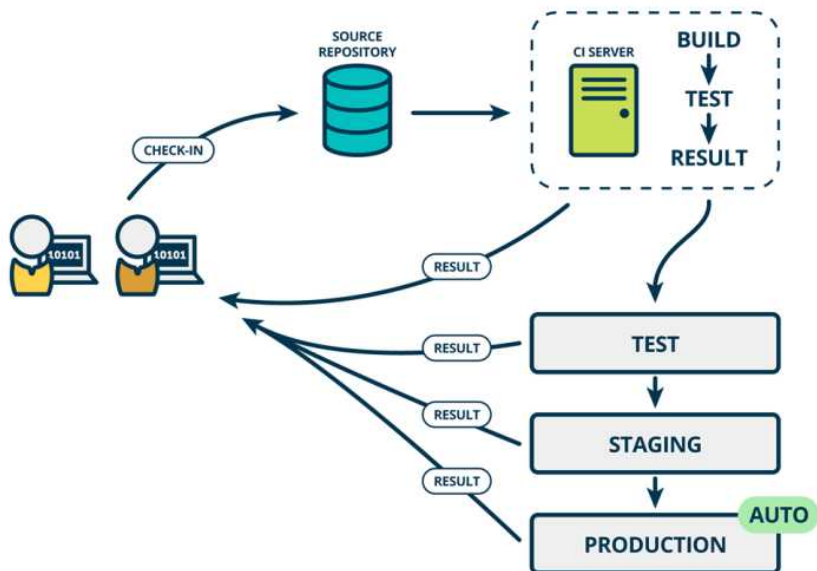 SOURCE
REPOSITORY
CI SERVER
BUILD
TEST
RESULT
CHECK-IN
10101
10101
RESULT
RESULT
TEST
RESULT
STAGING
RESULT
AUTO
PRODUCTION